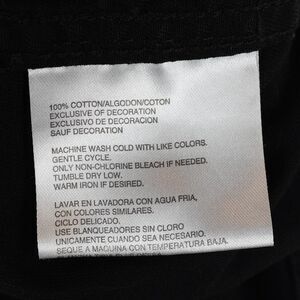 100% COTTON/ALGODON/COTON
EXCLUSIVE OF DECORATION
EXCLUSIVO DE DECORACION
SAUF DECORATION
MACHINE WASH COLD WITH LIKE COLORS.
GENTLE CYCLE.
ONLY NON-CHLORINE BLEACH IF NEEDED.
TUMBLE DRY LOW.
WARM IRON IF DESIRED.
LAVAR EN LAVADORA CON AGUA FRIA,
CON COLORES SIMILARES.
CICLO DELICADO.
USE BLANQUEADORES SIN CLORO
UNICAMENTE CUANDO SEA NECESARIO
SEQUE A MAQUINA CON TEMPERATURA BAJA.